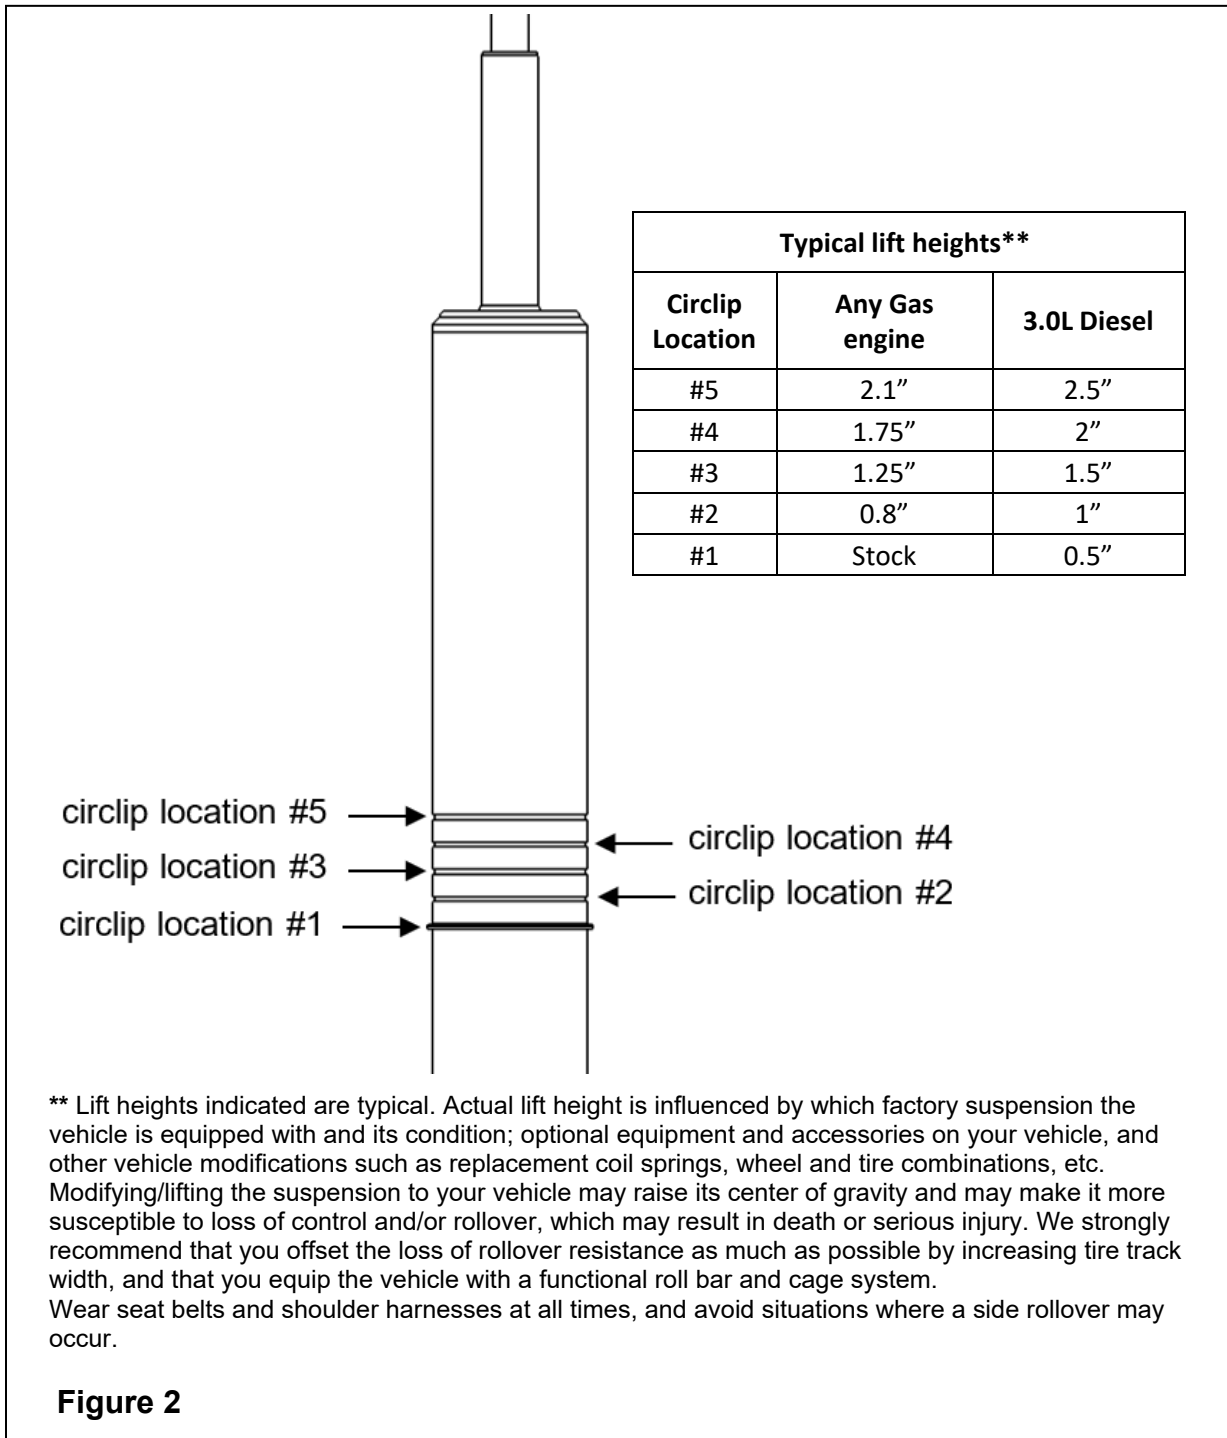 Typical lift heights**
Circlip Location Any Gas engine 3.0L Diesel
#5 2.1” 2.5”
#4 1.75” 2”
#3 1.25” 1.5”
#2 0.8” 1”
#1 Stock 0.5”
circlip location #5
circlip location #4
circlip location #3
circlip location #2
circlip location #1
** Lift heights indicated are typical. Actual lift height is influenced by which factory suspension the
vehicle is equipped with and its condition; optional equipment and accessories on your vehicle, and
other vehicle modifications such as replacement coil springs, wheel and tire combinations, etc.
Modifying/lifting the suspension to your vehicle may raise its center of gravity and may make it more
susceptible to loss of control and/or rollover, which may result in death or serious injury. We strongly
recommend that you offset the loss of rollover resistance as much as possible by increasing tire track
width, and that you equip the vehicle with a functional roll bar and cage system.
Wear seat belts and shoulder harnesses at all times, and avoid situations where a side rollover may
occur.
Figure 2